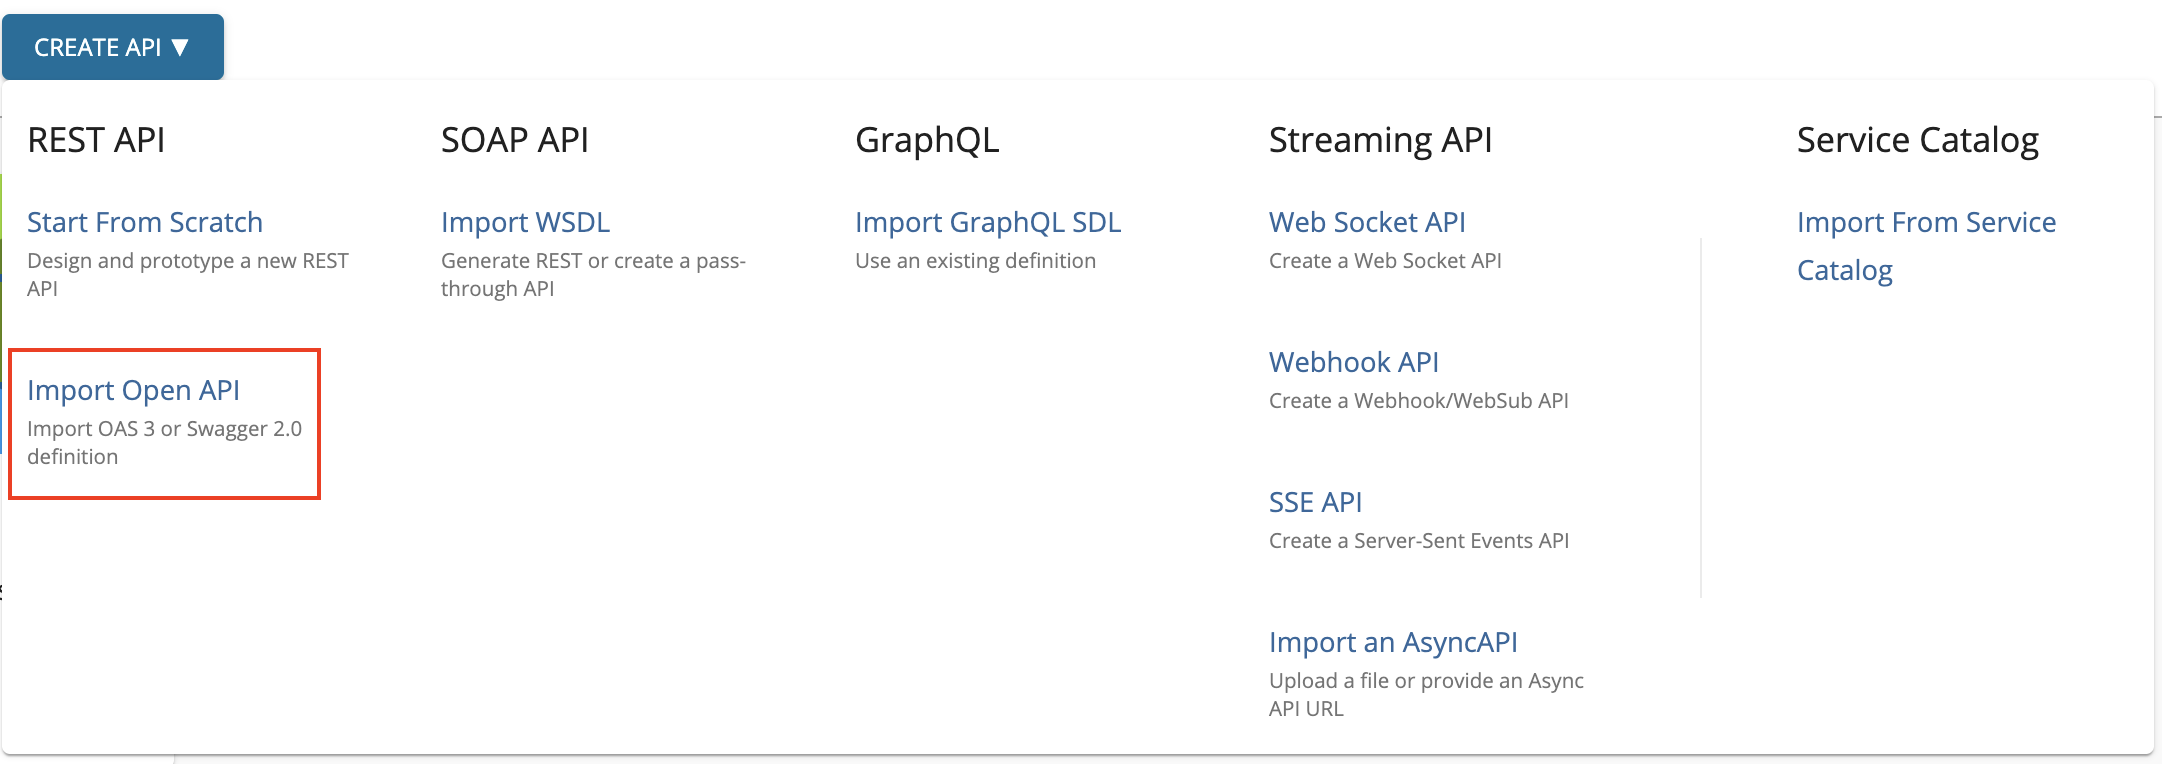 CREATE API ▼
REST API
Start From Scratch
Design and prototype a new REST
API
Import Open API
Import OAS 3 or Swagger 2.0
definition
SOAP API
Import WSDL
Generate REST or create a pass-
through API
GraphQL
Import GraphQL SDL
Use an existing definition
Streaming API
Web Socket API
Create a Web Socket API
Webhook API
Create a Webhook/WebSub API
SSE API
Create a Server-Sent Events API
Import an AsyncAPI
Upload a file or provide an Async
API URL
Service Catalog
Import From Service
Catalog